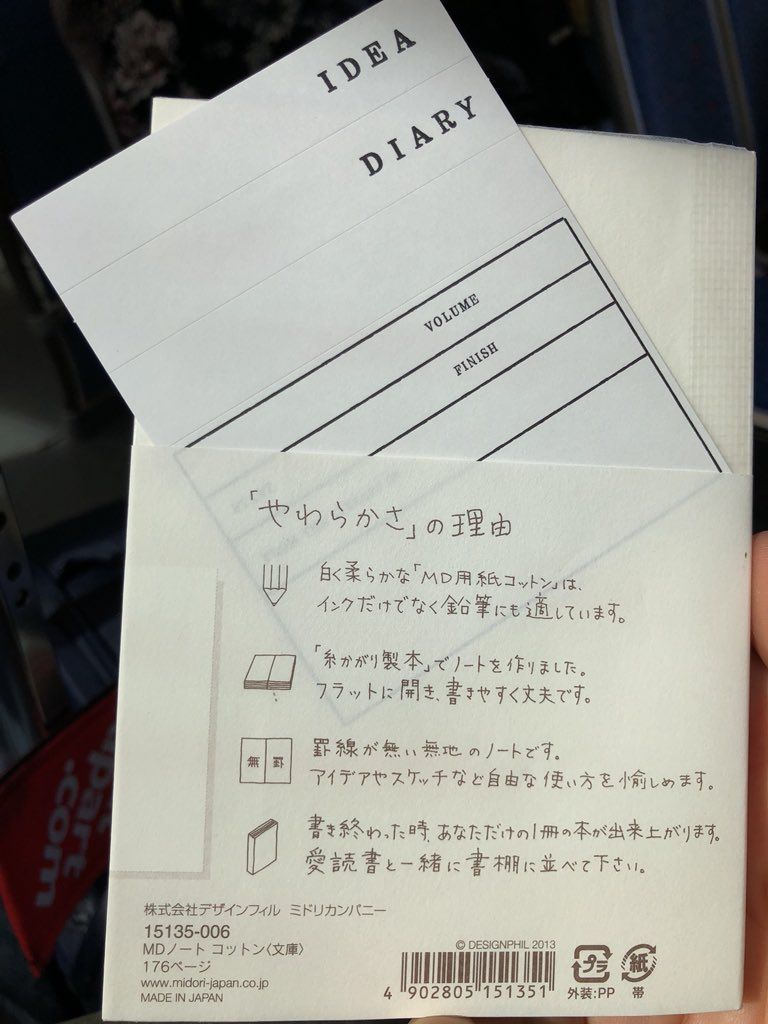 IDEA
DIARY
VOLUME
FINISH
「やわらかさ」の理由
白く柔らかな「MD用紙コットン」は、
インクだけでなく鉛筆にも適しています。
「糸かがり製本」でノートを作りました。
フラットに開き、書きやすく丈夫です。
無 罫
罫線が無い無地のノートです。
アイデアやスケッチなど自由な使い方を愉しめます。
書き終わった時、あなただけの1冊の本が出来上がります。
愛読書と一緒に書棚に並べて下さい。
株式会社デザインフィル ミドリカンパニー
15135-006
MDノート コットン〈文庫〉
176ページ
www.midori-japan.co.jp
MADE IN JAPAN
© DESIGNPHIL 2013
4 902805 151351
プラ
外装:PP
紙
帯
part
.com